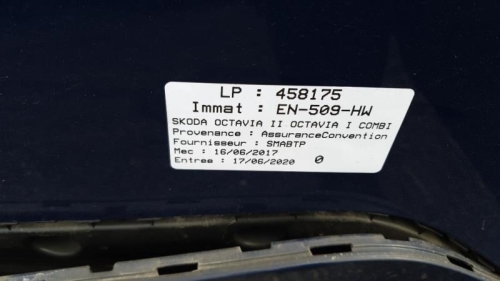 LP : 458175
Immat : EN-509-HW
SKODA OCTAVIA II OCTAVIA I COMBI
Provenance : AssuranceConvention
Fournisseur : SMABTP
Mec : 16/06/2017
Entree : 17/06/2020 0